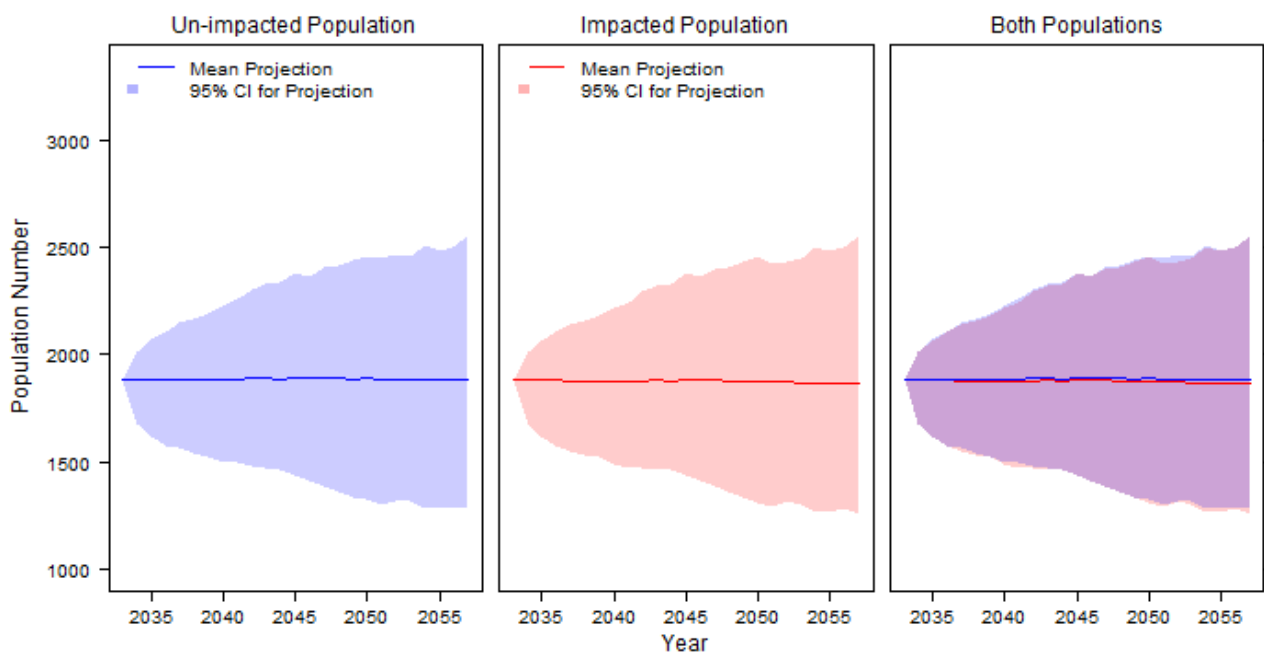 Un-impacted Population
Impacted Population
Both Populations
Mean Projection
95% CI for Projection
Mean Projection
95% CI for Projection
Population Number
3000
2500
2000
1500
1000
2035 2040 2045 2050 2055
2035 2040 2045 2050 2055
2035 2040 2045 2050 2055
Year